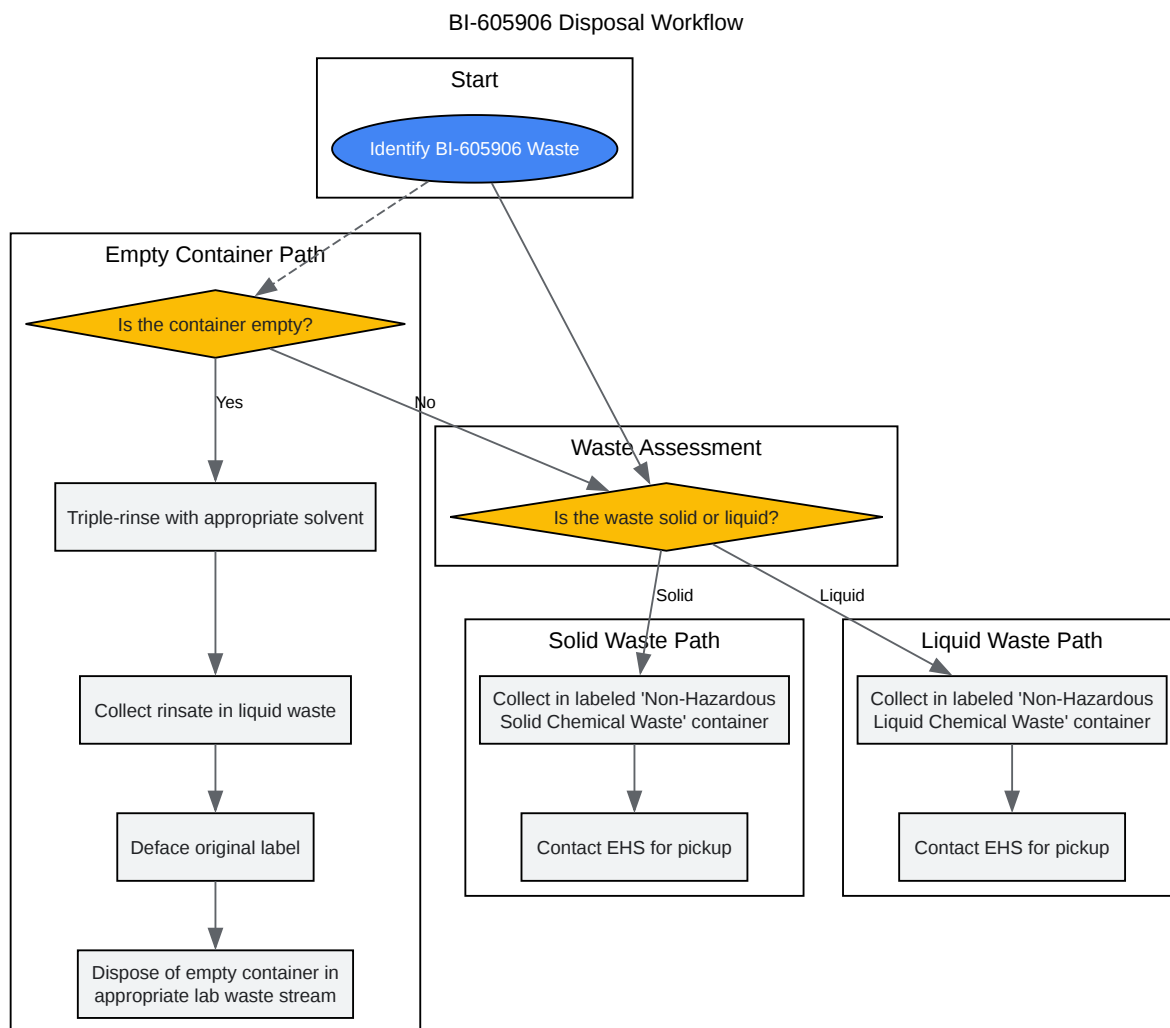 BI-605906 Disposal Workflow
Start
Identify BI-605906 Waste
Empty Container Path
Is the container empty?
Yes
No
Triple-rinse with appropriate solvent
Collect rinsate in liquid waste
Deface original label
Dispose of empty container in
appropriate lab waste stream
Waste Assessment
Is the waste solid or liquid?
Solid
Liquid
Solid Waste Path
Collect in labeled 'Non-Hazardous
Solid Chemical Waste' container
Contact EHS for pickup
Liquid Waste Path
Collect in labeled 'Non-Hazardous
Liquid Chemical Waste' container
Contact EHS for pickup